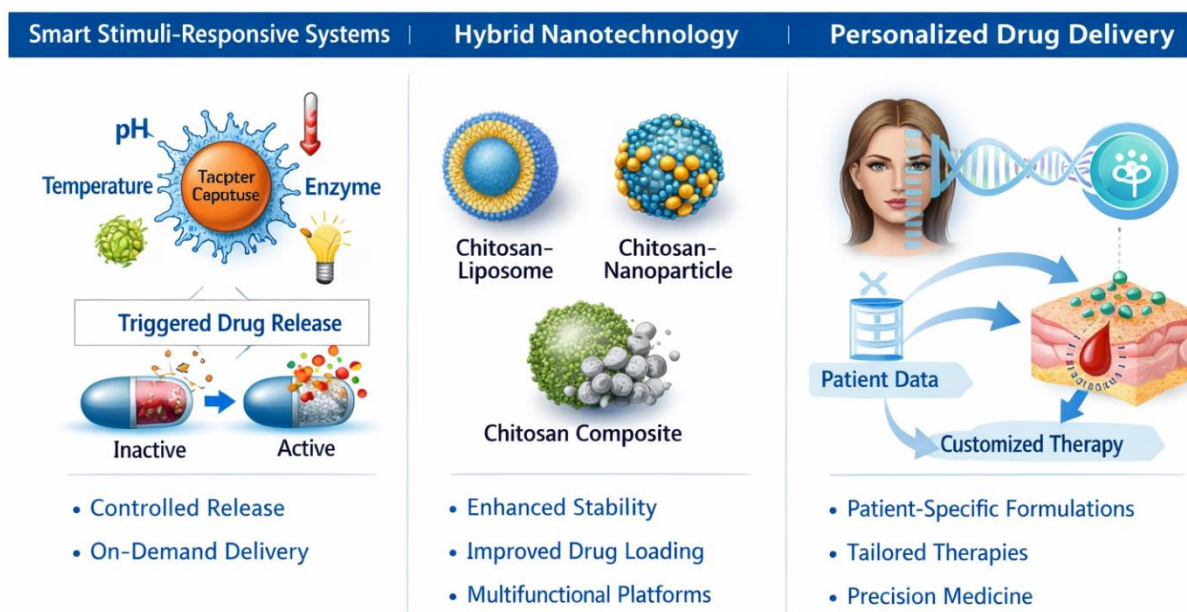 Smart Stimuli-Responsive Systems | Hybrid Nanotechnology | Personalized Drug Delivery
pH
Temperature
Tacpter
Caputuse
Enzyme
Triggered Drug Release
Inactive
Active
• Controlled Release
• On-Demand Delivery
Chitosan-
Liposome
Chitosan-
Nanoparticle
Chitosan Composite
• Enhanced Stability
• Improved Drug Loading
• Multifunctional Platforms
Patient Data
Customized Therapy
• Patient-Specific Formulations
• Tailored Therapies
• Precision Medicine